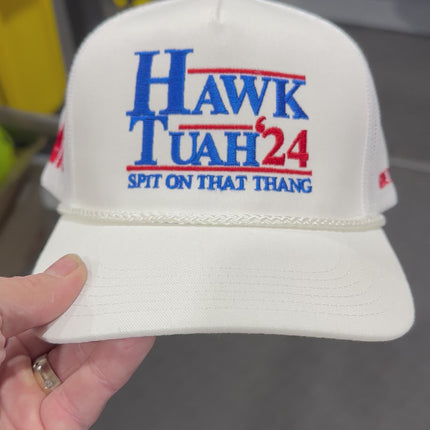 HAWK
TUAH '24
SPIT ON THAT THANG